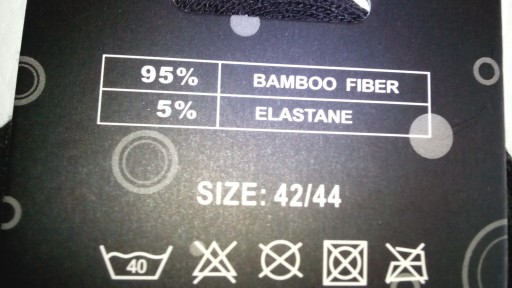 95% BAMBOO FIBER
5% ELASTANE
SIZE: 42/44
40